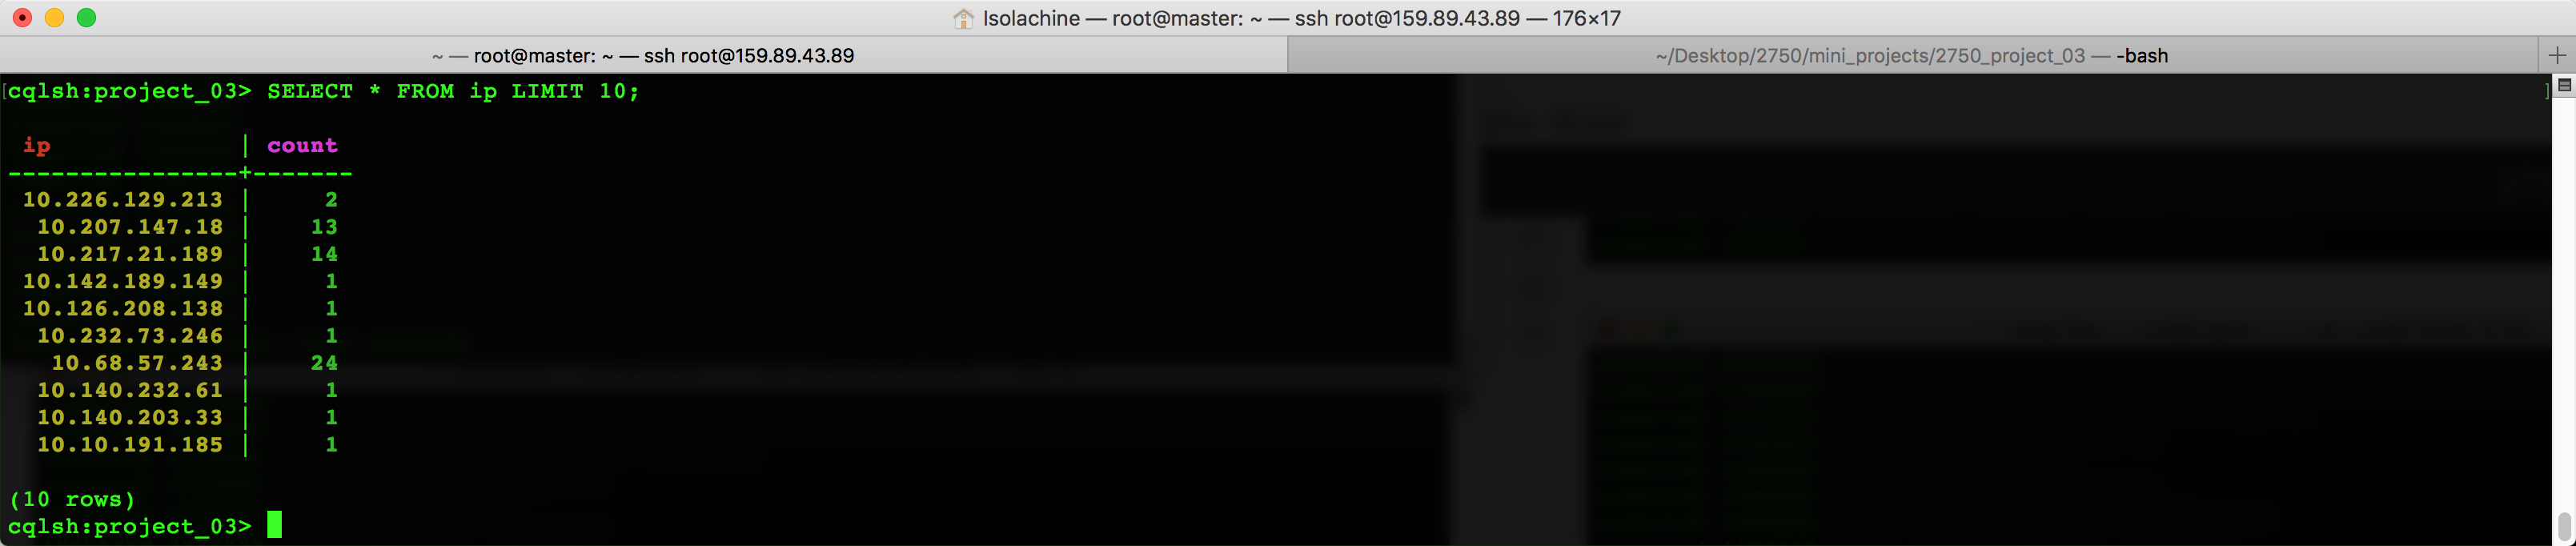 Isolachine — root@master: ~ — ssh root@159.89.43.89 — 176×17
~ — root@master: ~ — ssh root@159.89.43.89
~/Desktop/2750/mini_projects/2750_project_03 — -bash
[cqlsh:project_03> SELECT * FROM ip LIMIT 10; ]
ip | count
----------------+-------
10.226.129.213 | 2
10.207.147.18 | 13
10.217.21.189 | 14
10.142.189.149 | 1
10.126.208.138 | 1
10.232.73.246 | 1
10.68.57.243 | 24
10.140.232.61 | 1
10.140.203.33 | 1
10.10.191.185 | 1
(10 rows)
cqlsh:project_03>